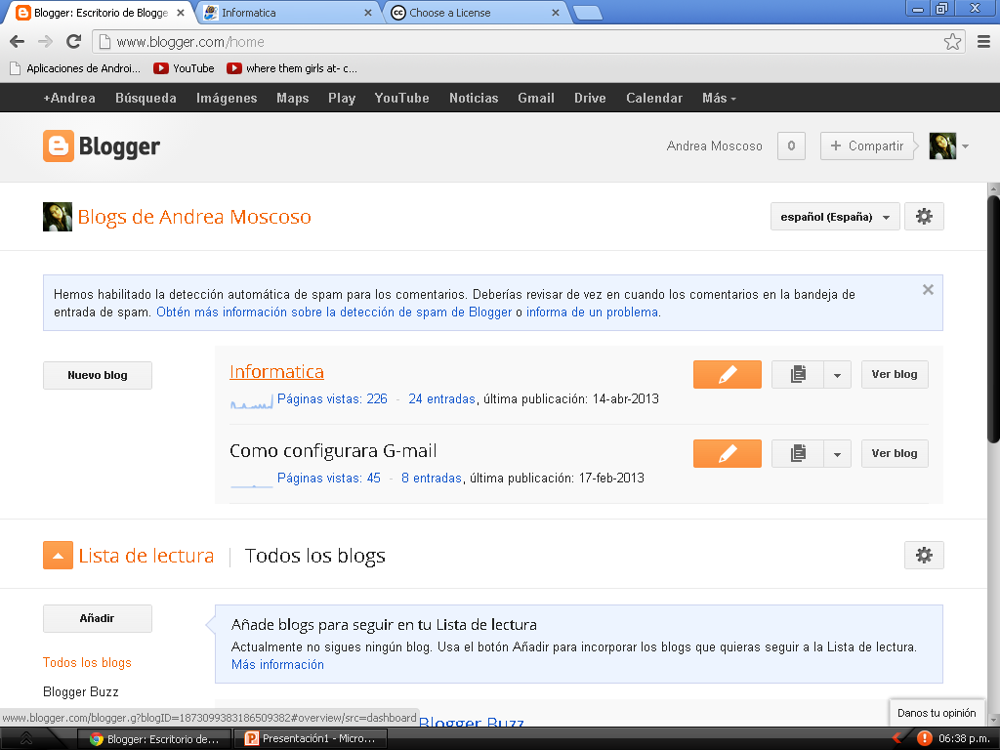 Blogger: Escritorio de Blogge
Informatica
Choose a License
www.blogger.com/home
Aplicaciones de Androi...
YouTube
where them girls at- c...
+Andrea Búsqueda Imágenes Maps Play YouTube Noticias Gmail Drive Calendar Más
Blogger
Andrea Moscoso
0
+ Compartir
Blogs de Andrea Moscoso
español (España)
Hemos habilitado la detección automática de spam para los comentarios. Deberías revisar de vez en cuando los comentarios en la bandeja de
entrada de spam. Obtén más información sobre la detección de spam de Blogger o informa de un problema.
Nuevo blog
Informatica
Ver blog
Páginas vistas: 226 - 24 entradas, última publicación: 14-abr-2013
Como configurara G-mail
Ver blog
Páginas vistas: 45 - 8 entradas, última publicación: 17-feb-2013
Lista de lectura | Todos los blogs
Añadir
Añade blogs para seguir en tu Lista de lectura
Actualmente no sigues ningún blog. Usa el botón Añadir para incorporar los blogs que quieras seguir a la Lista de lectura.
Más información
Todos los blogs
Blogger Buzz
Danos tu opinión
www.blogger.com/blogger.g?blogID=1873099383186509382#overview/src=dashboard
Blogger Buzz
Blogger: Escritorio de...
Presentación1 - Micro...
06:38 p.m.